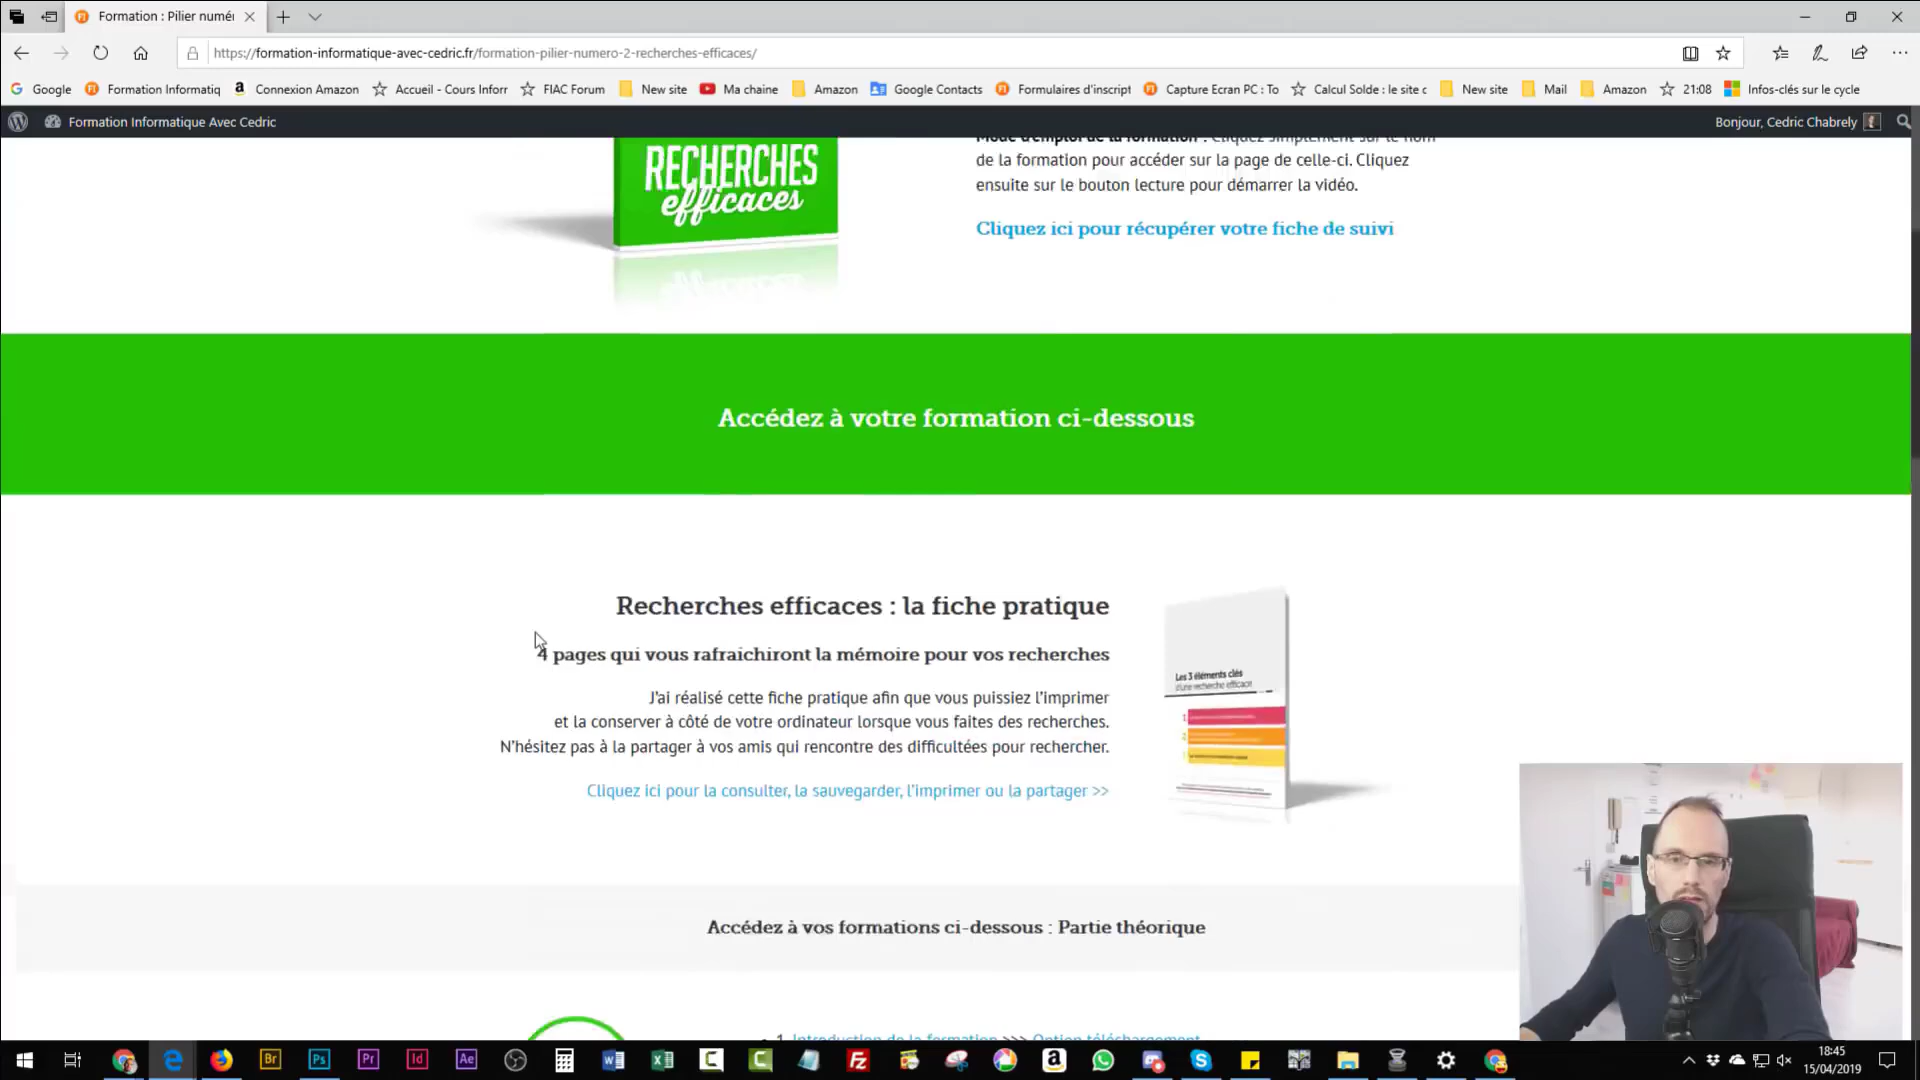 Formation : Pilier numéi
https://formation-informatique-avec-cedric.fr/formation-pilier-numero-2-recherches-efficaces/
Google Formation Informatiq Connexion Amazon Accueil - Cours Inforr FIAC Forum New site Ma chaine Amazon Google Contacts Formulaires d'inscript Capture Ecran PC : To Calcul Solde : le site c New site Mail Amazon 21:08 Infos-clés sur le cycle
Formation Informatique Avec Cedric Bonjour, Cedric Chabrely
RECHERCHES
efficaces
Mode d'emploi de la formation : Cliquez simplement sur le nom
de la formation pour accéder sur la page de celle-ci. Cliquez
ensuite sur le bouton lecture pour démarrer la vidéo.
Cliquez ici pour récupérer votre fiche de suivi
Accédez à votre formation ci-dessous
Recherches efficaces : la fiche pratique
4 pages qui vous rafraichiront la mémoire pour vos recherches
J'ai réalisé cette fiche pratique afin que vous puissiez l'imprimer
et la conserver à côté de votre ordinateur lorsque vous faites des recherches.
N'hésitez pas à la partager à vos amis qui rencontre des difficultées pour rechercher.
Cliquez ici pour la consulter, la sauvegarder, l'imprimer ou la partager >>
Les 3 éléments clés
d'une recherche efficace
1
2
Accédez à vos formations ci-dessous : Partie théorique
1. Introduction de la formation >>> Option téléchargement
Br Ps Pr Id Ae
18:45
15/04/2019